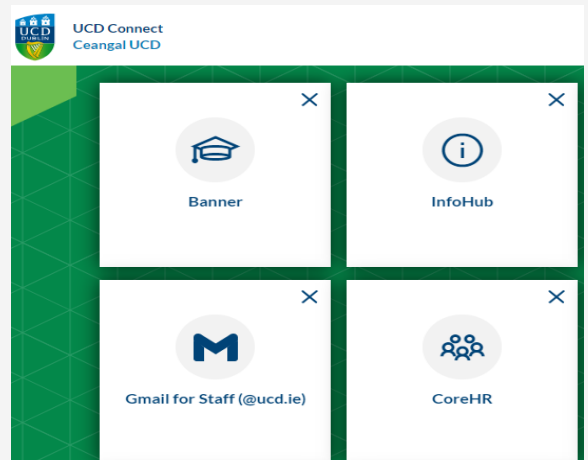 UCD
DUBLIN
UCD Connect
Ceangal UCD
Banner
InfoHub
Gmail for Staff (@ucd.ie)
CoreHR